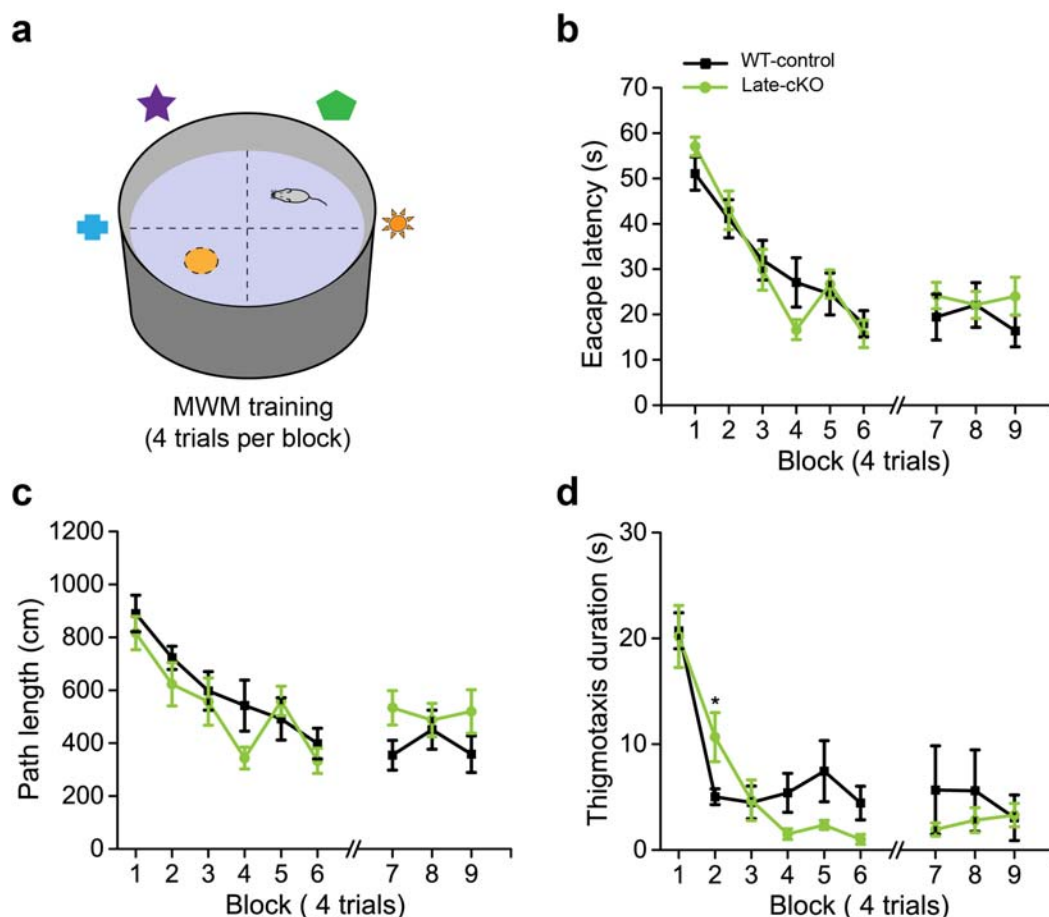 a
MWM training
(4 trials per block)
b
WT-control
Late-cKO
Eacape latency (s)
70
60
50
40
30
20
10
0
1 2 3 4 5 6 7 8 9
Block (4 trials)
c
Path length (cm)
1200
1000
800
600
400
200
0
1 2 3 4 5 6 7 8 9
Block ( 4 trials)
d
Thigmotaxis duration (s)
30
20
10
0
*
1 2 3 4 5 6 7 8 9
Block (4 trials)